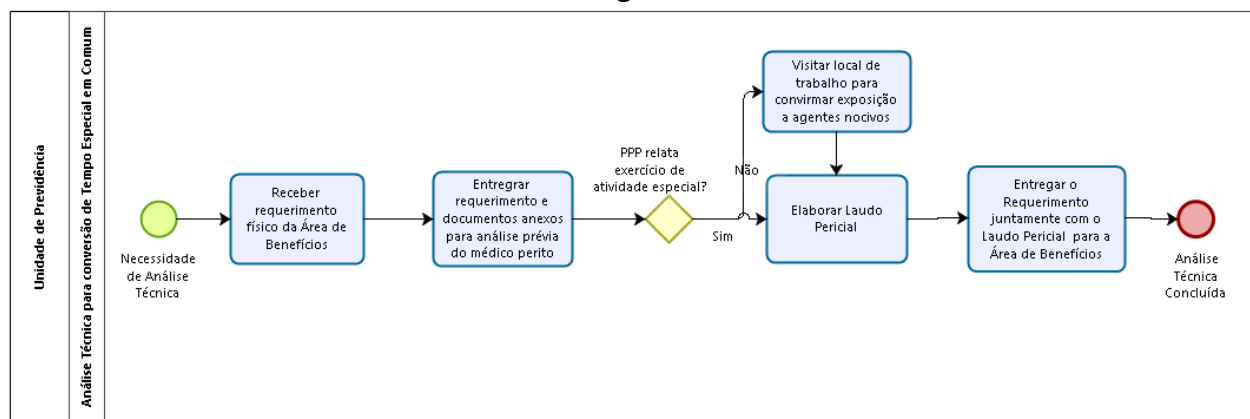 Unidade de Previdência
Análise Técnica para conversão de Tempo Especial em Comum
Necessidade
de Análise
Técnica
Receber
requerimento
físico da Área de
Benefícios
Entregrar
requerimento e
documentos anexos
para análise prévia
do médico perito
PPP relata
exercício de
atividade especial?
Não
Sim
Visitar local de
trabalho para
convirmar exposição
a agentes nocivos
Elaborar Laudo
Pericial
Entregar o
Requerimento
juntamente com o
Laudo Pericial para a
Área de Benefícios
Análise
Técnica
Concluída